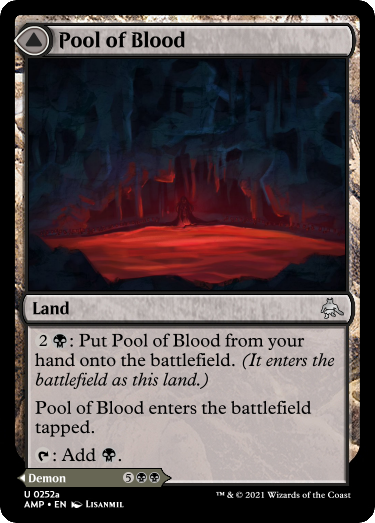 Pool of Blood
Land
2 : Put Pool of Blood from your
hand onto the battlefield. (It enters the
battlefield as this land.)
Pool of Blood enters the battlefield
tapped.
: Add .
Demon 5
U 0252a
AMP • EN Lisanmil
™ & © 2021 Wizards of the Coast